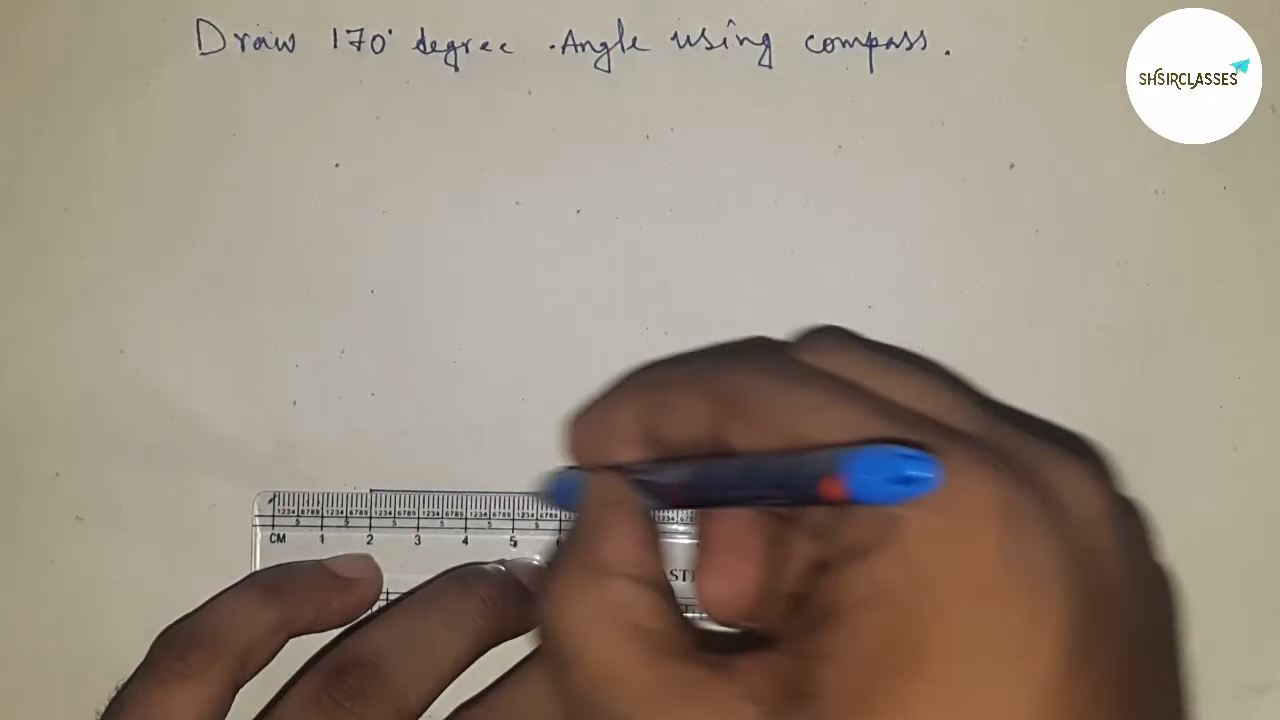 Draw 170° degree . Angle using compass .
SHSIRCLASSES
CM 1 2 3 4 5